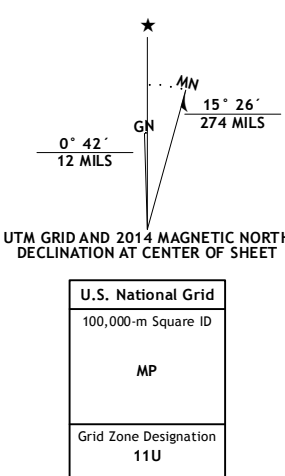 ★
MN
GN
15° 26´
274 MILS
0° 42´
12 MILS
UTM GRID AND 2014 MAGNETIC NORTH
DECLINATION AT CENTER OF SHEET
U.S. National Grid
100,000-m Square ID
MP
Grid Zone Designation
11U